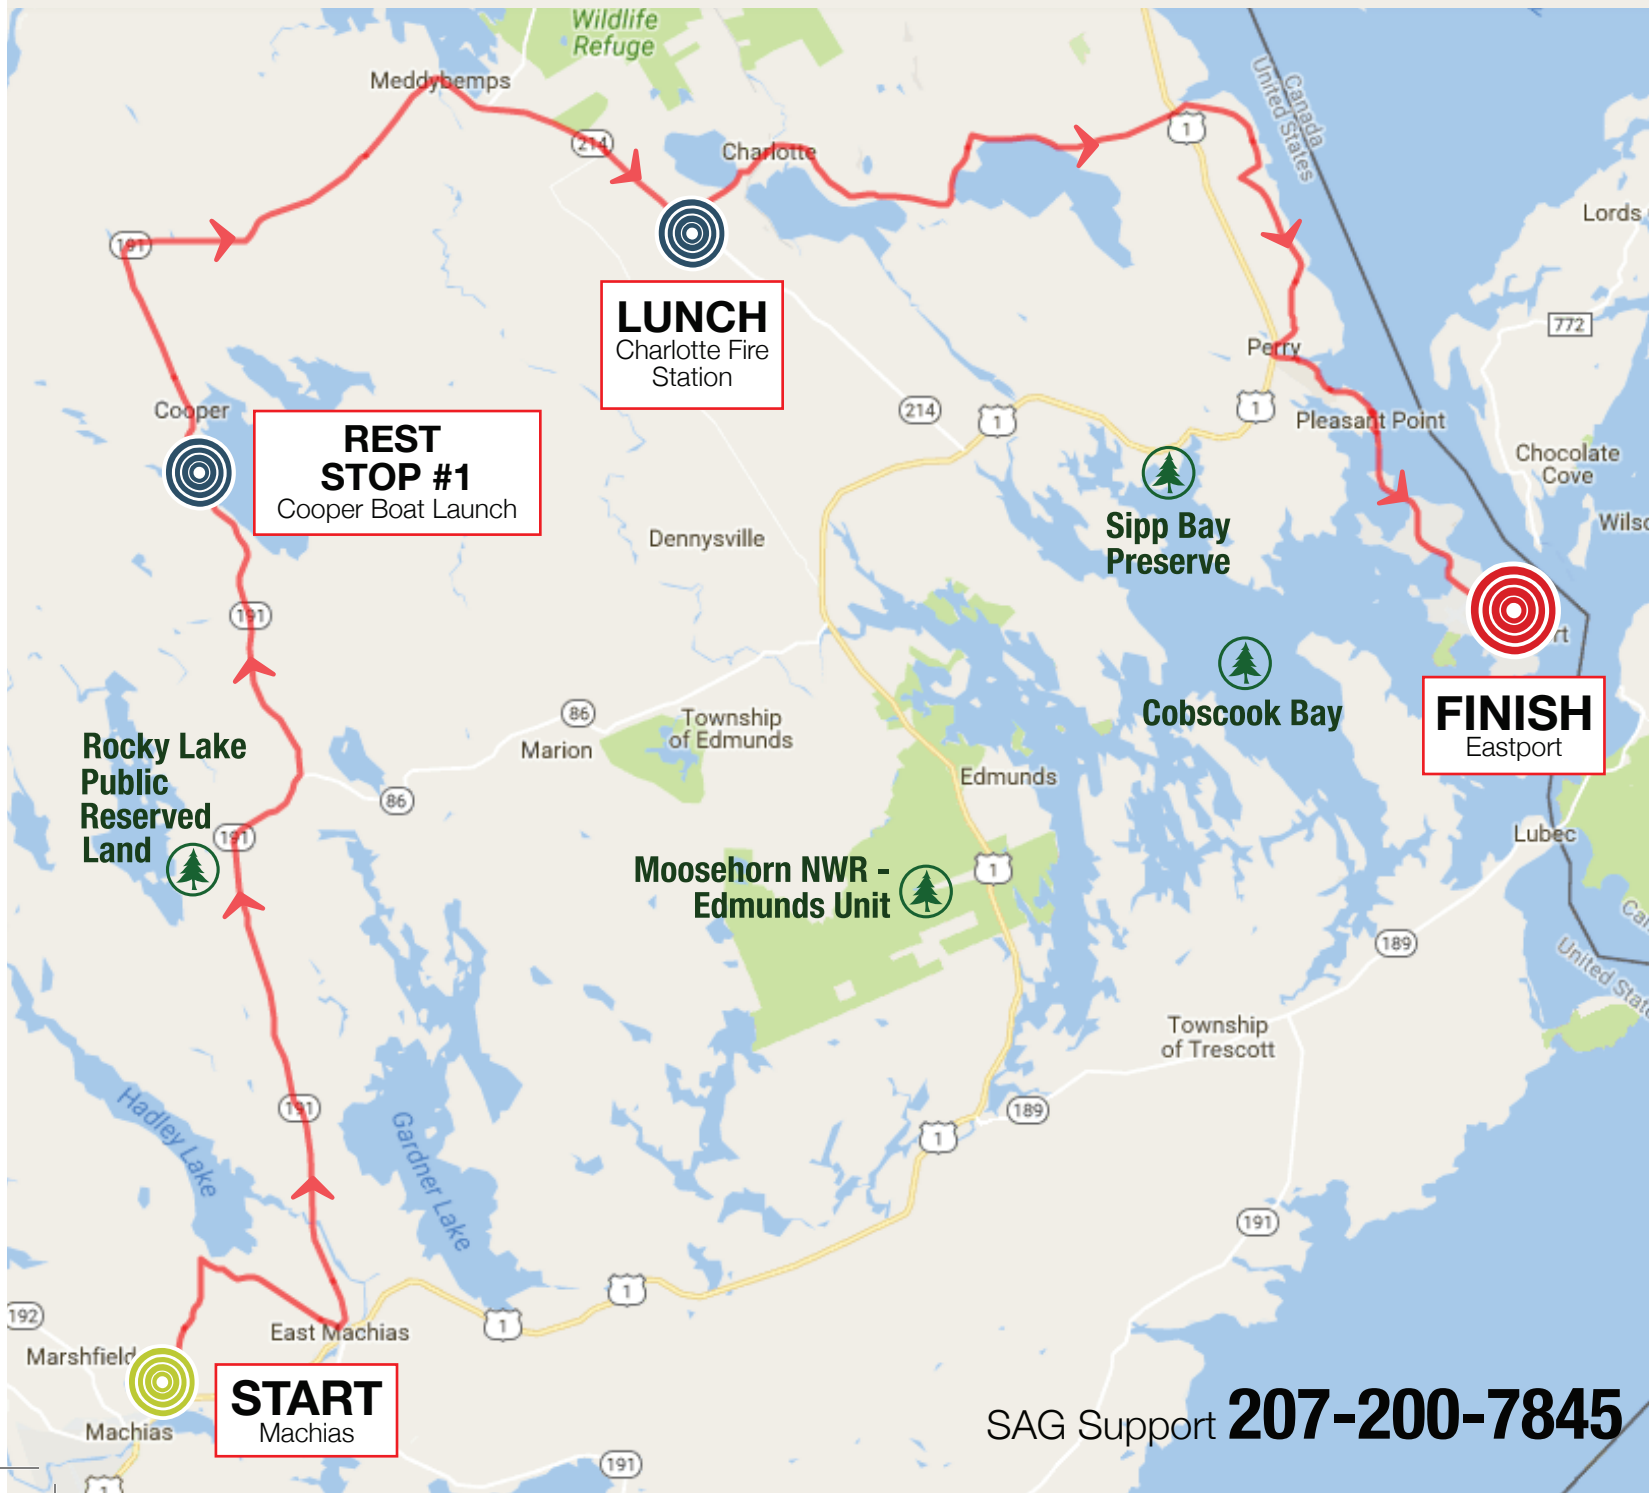 Wildlife
Refuge
Meddybemps
214
Charlotte
1
Canada
United States
Lords
191
LUNCH
Charlotte Fire
Station
772
Perry
Cooper
214
1
1
Pleasant Point
REST
STOP #1
Cooper Boat Launch
Chocolate
Cove
Sipp Bay
Preserve
Dennysville
191
Cobscook Bay
FINISH
Eastport
86
Township
of Edmunds
Marion
Rocky Lake
Public
Reserved
Land
Edmunds
86
191
Lubec
Moosehorn NWR -
Edmunds Unit
1
189
United
Township
of Trescott
Hadley Lake
191
Gardner Lake
189
1
191
1
192
1
East Machias
Marshfield
START
Machias
Machias
SAG Support 207-200-7845
191
1